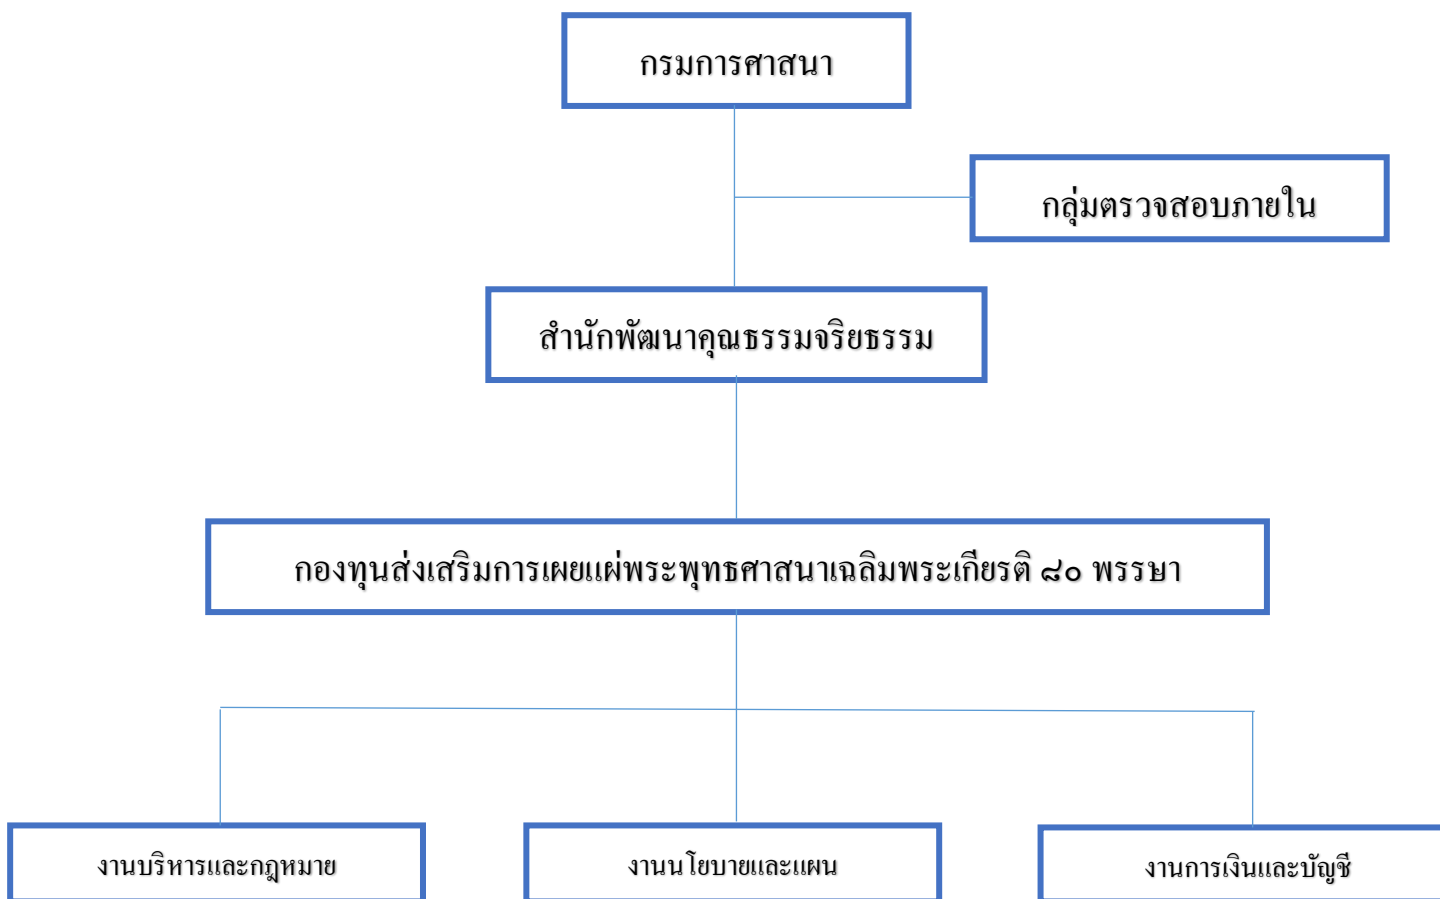 กรมการศาสนา
กลุ่มตรวจสอบภายใน
สำนักพัฒนาคุณธรรมจริยธรรม
กองทุนส่งเสริมการเผยแผ่พระพุทธศาสนาเฉลิมพระเกียรติ ๘๐ พรรษา
งานบริหารและกฎหมาย
งานนโยบายและแผน
งานการเงินและบัญชี